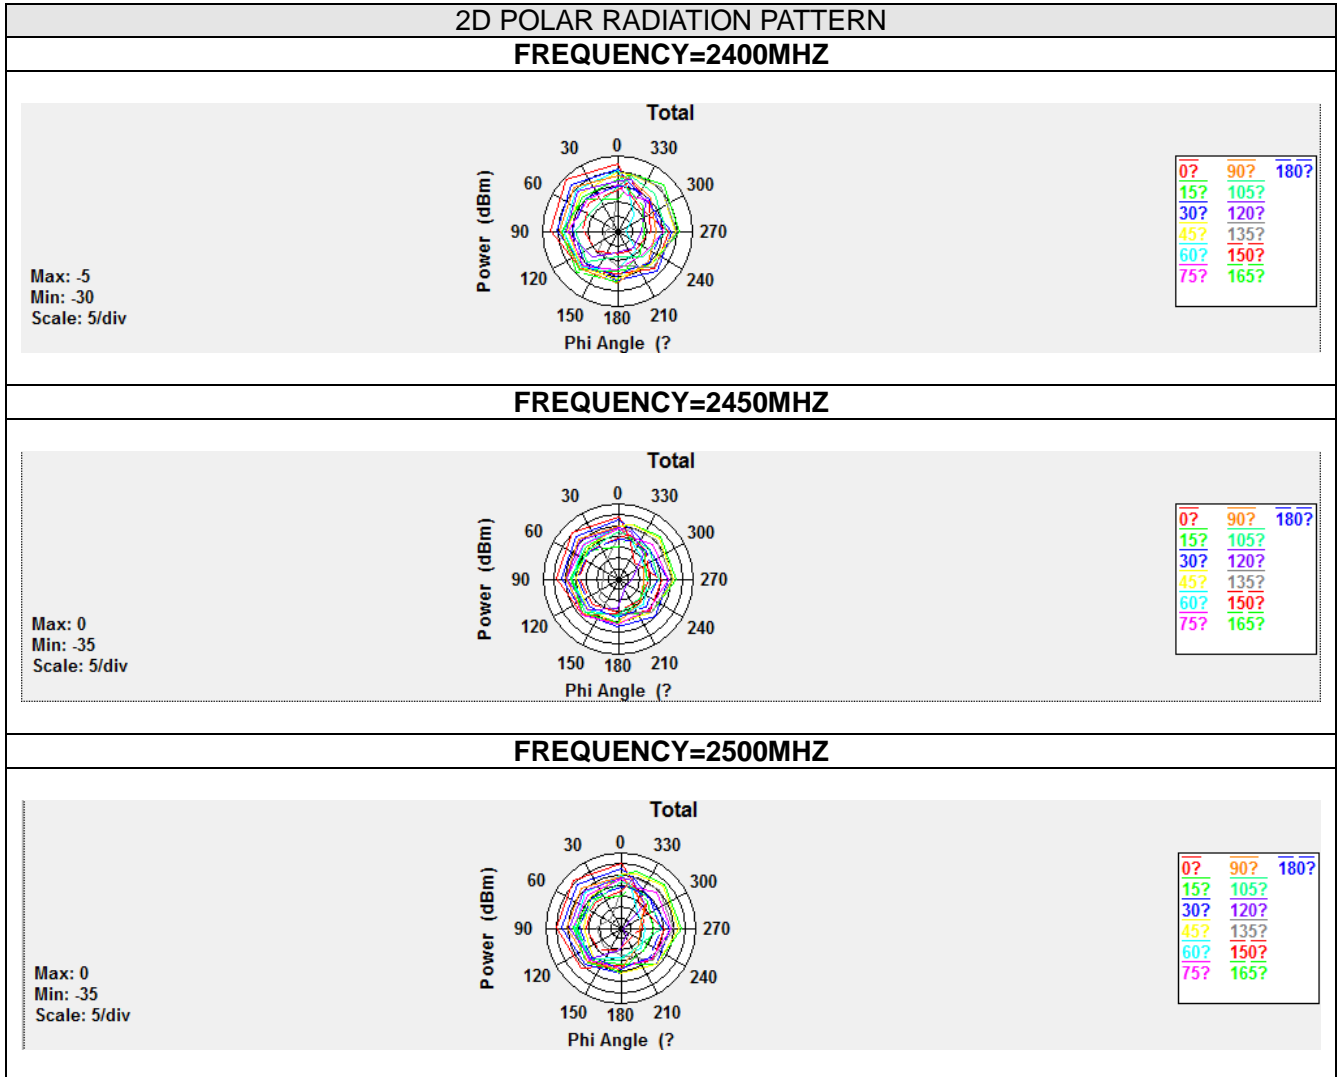 2D POLAR RADIATION PATTERN
FREQUENCY=2400MHZ
Total
30 0 330
60 300
90 270
120 240
150 180 210
Power (dBm)
Phi Angle (?
Max: -5
Min: -30
Scale: 5/div
0? 90? 180?
15? 105?
30? 120?
45? 135?
60? 150?
75? 165?
FREQUENCY=2450MHZ
Total
30 0 330
60 300
90 270
120 240
150 180 210
Power (dBm)
Phi Angle (?
Max: 0
Min: -35
Scale: 5/div
0? 90? 180?
15? 105?
30? 120?
45? 135?
60? 150?
75? 165?
FREQUENCY=2500MHZ
Total
30 0 330
60 300
90 270
120 240
150 180 210
Power (dBm)
Phi Angle (?
Max: 0
Min: -35
Scale: 5/div
0? 90? 180?
15? 105?
30? 120?
45? 135?
60? 150?
75? 165?